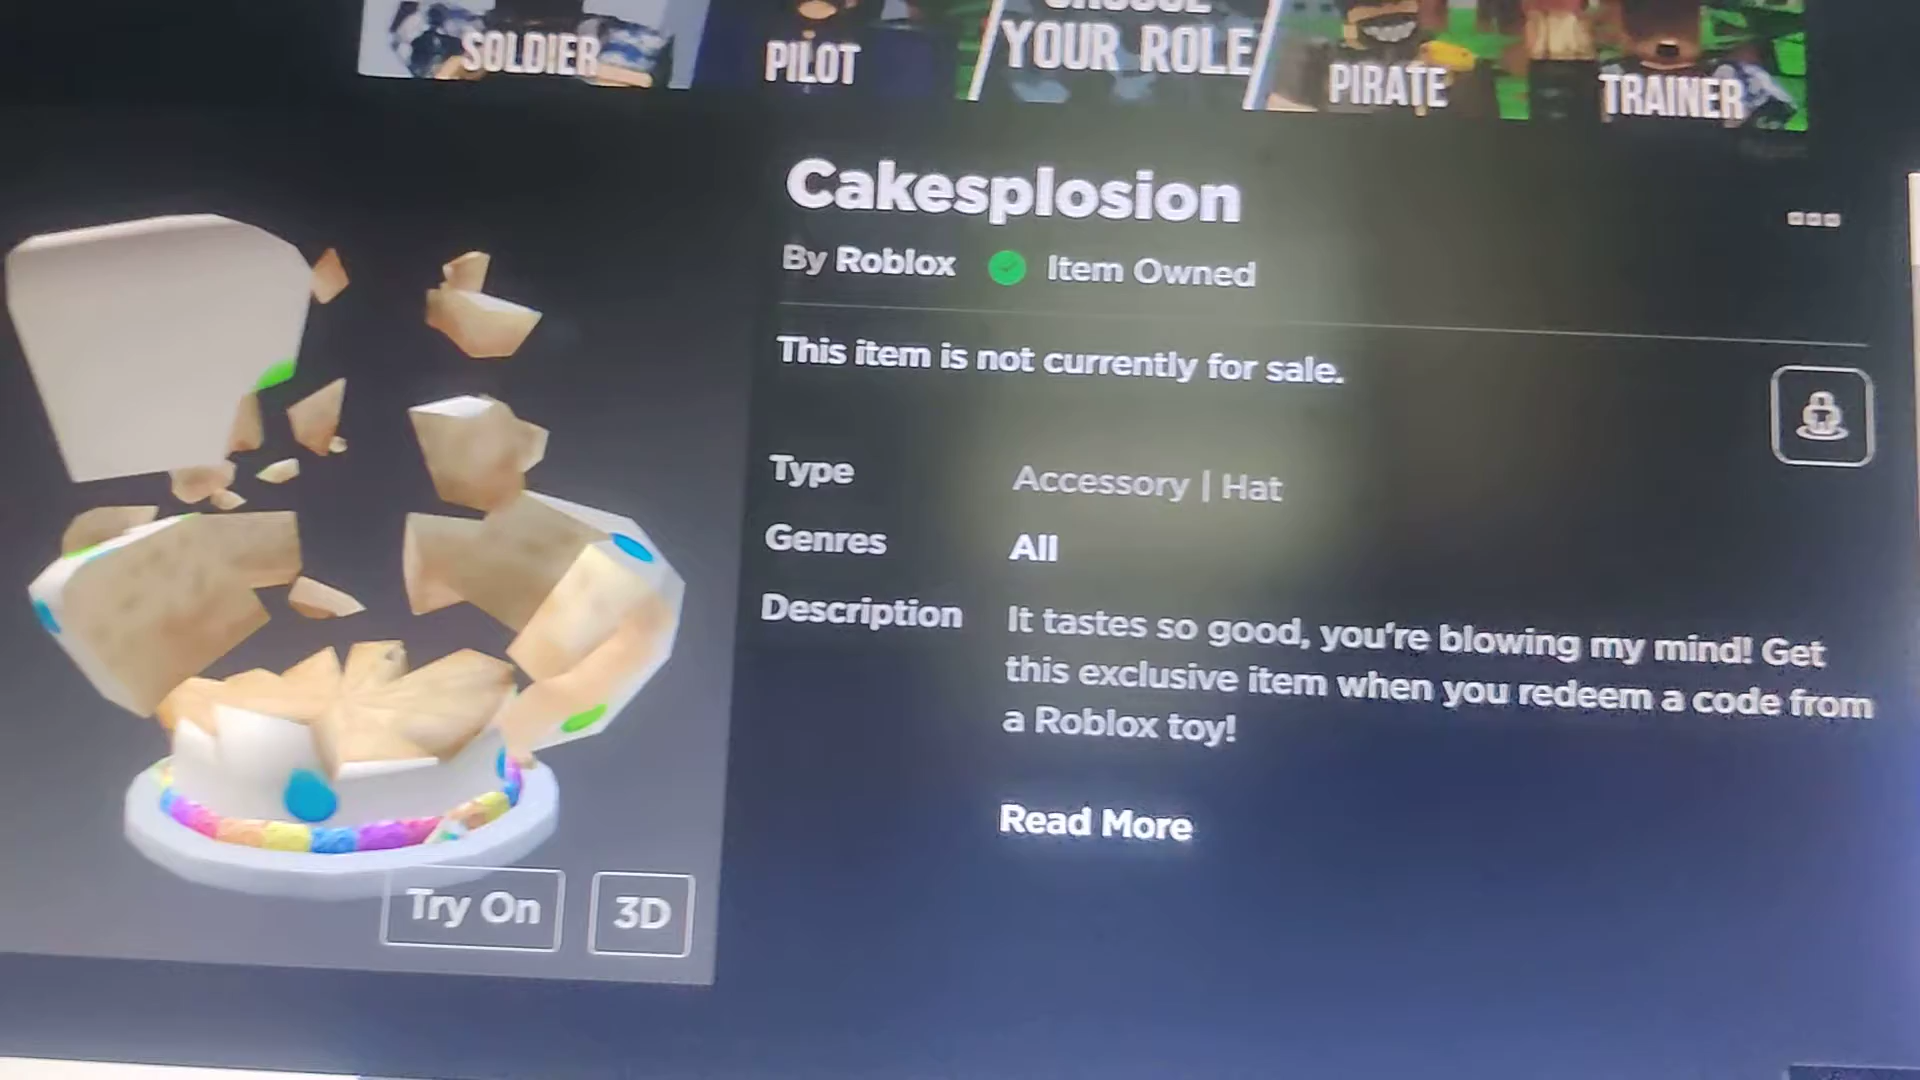 SOLDIER
PILOT
YOUR ROLE
PIRATE
TRAINER
Cakesplosion
By Roblox Item Owned
This item is not currently for sale.
Type Accessory | Hat
Genres All
Description It tastes so good, you're blowing my mind! Get
this exclusive item when you redeem a code from
a Roblox toy!
Read More
Try On 3D